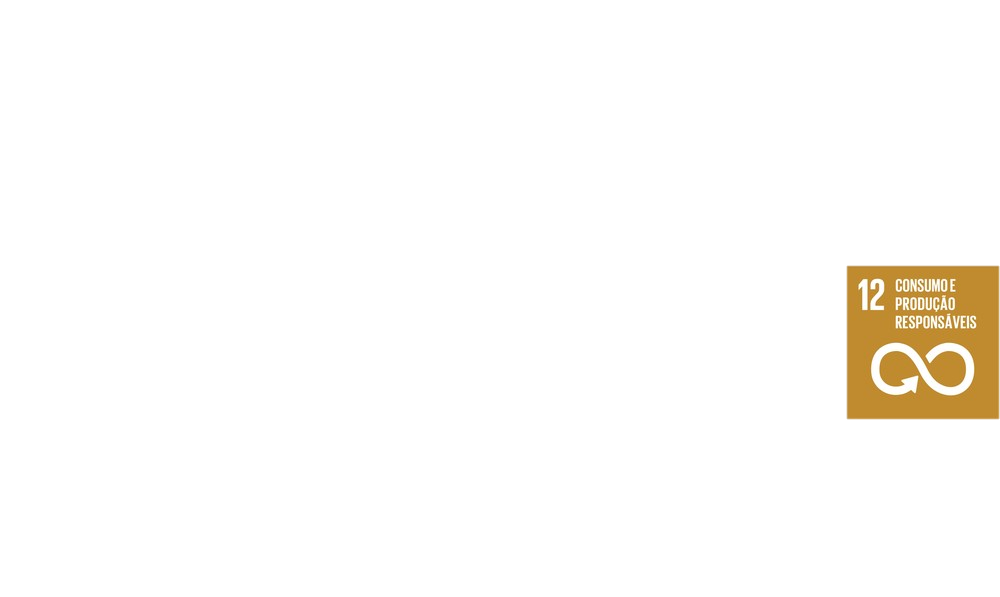 12
CONSUMO E
PRODUÇÃO
RESPONSÁVEIS